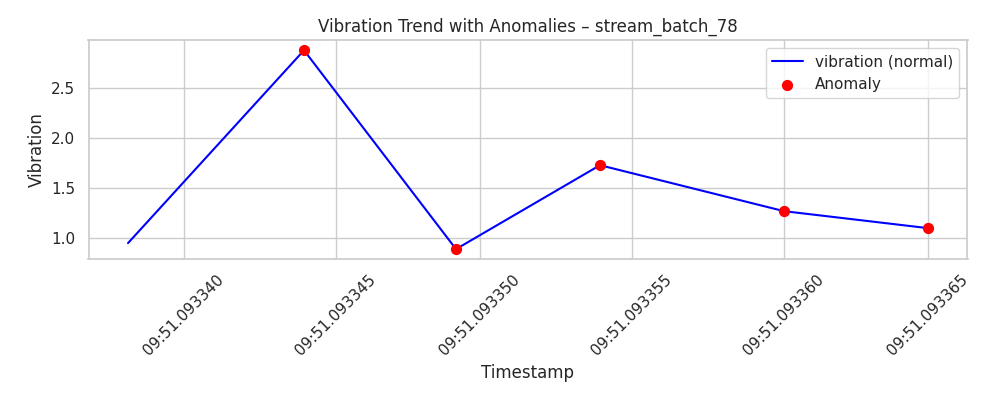 Vibration Trend with Anomalies – stream_batch_78
vibration (normal)
Anomaly
Vibration
2.5
2.0
1.5
1.0
09:51.093340
09:51.093345
09:51.093350
09:51.093355
09:51.093360
09:51.093365
Timestamp